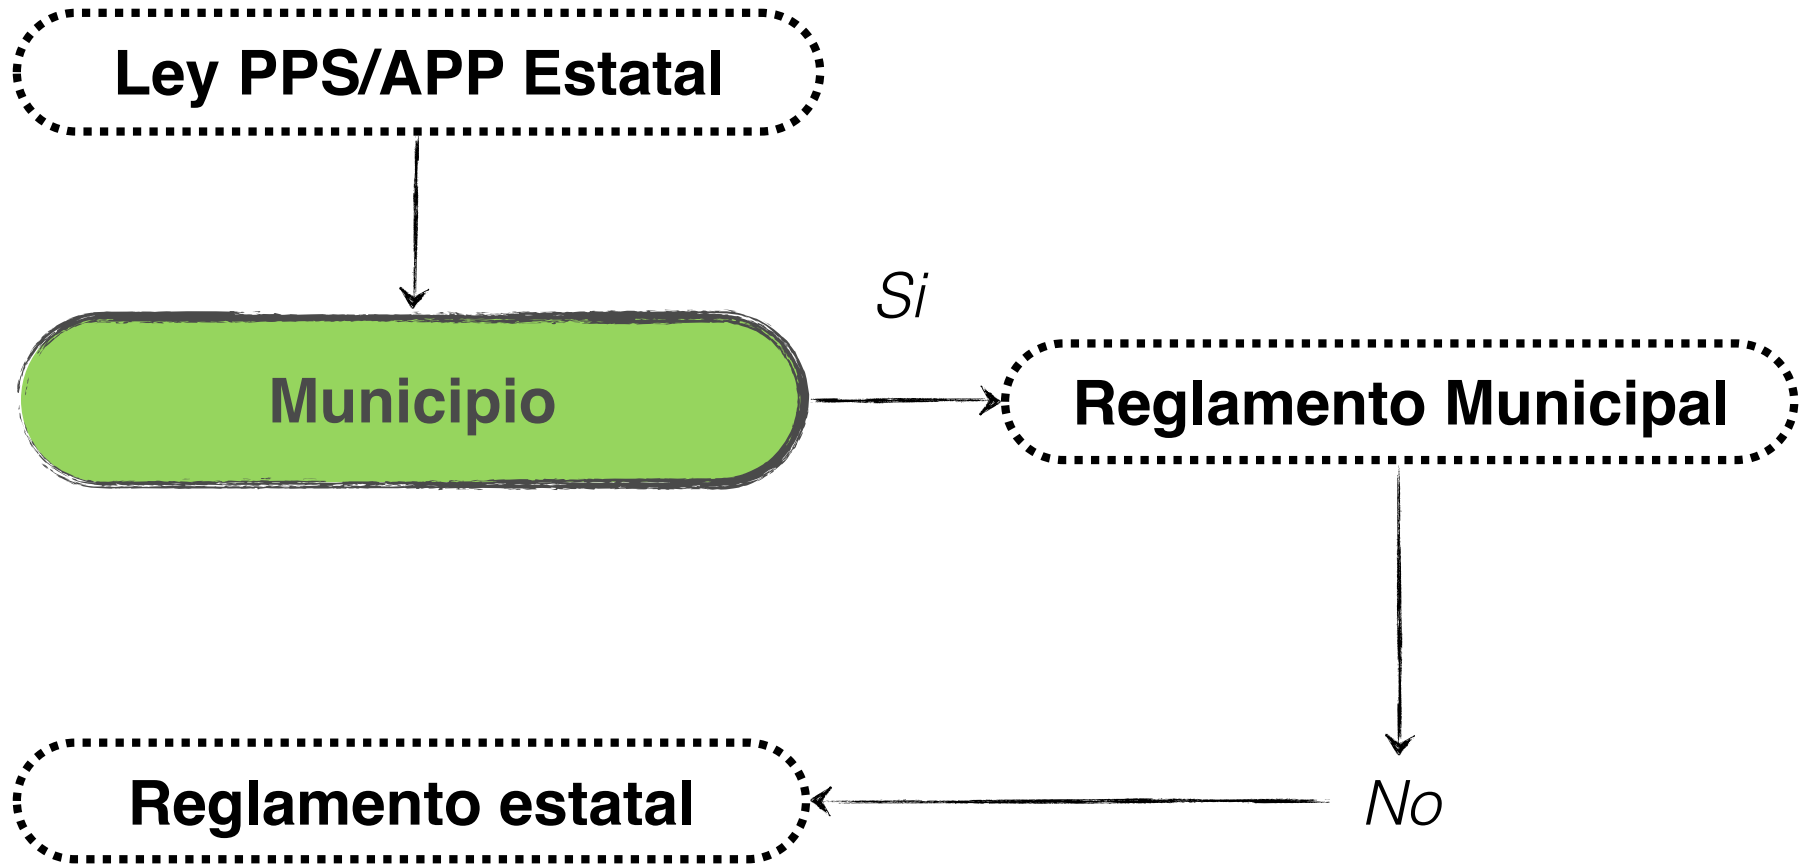 Ley PPS/APP Estatal
Si
Municipio
Reglamento Municipal
Reglamento estatal
No